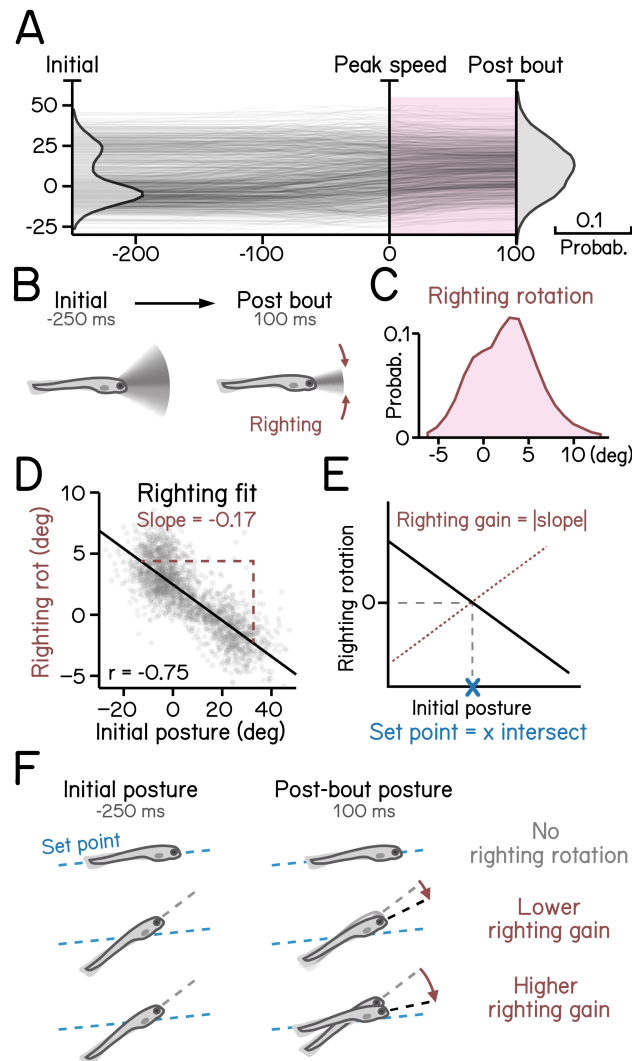 A
Initial
Peak speed
Post bout
50
25
0
-25
-200
-100
0
100
0.1
Probab.
B
Initial
-250 ms
Post bout
100 ms
Righting
C
Righting rotation
Probab.
0.1
0
-5
0
5
10 (deg)
D
Righting fit
Slope = -0.17
Righting rot (deg)
10
5
0
−5
r = -0.75
−20
0
20
40
Initial posture (deg)
E
Righting gain = |slope|
Righting rotation
0
Initial posture
Set point = x intersect
F
Initial posture
-250 ms
Post-bout posture
100 ms
Set point
No
righting rotation
Lower
righting gain
Higher
righting gain